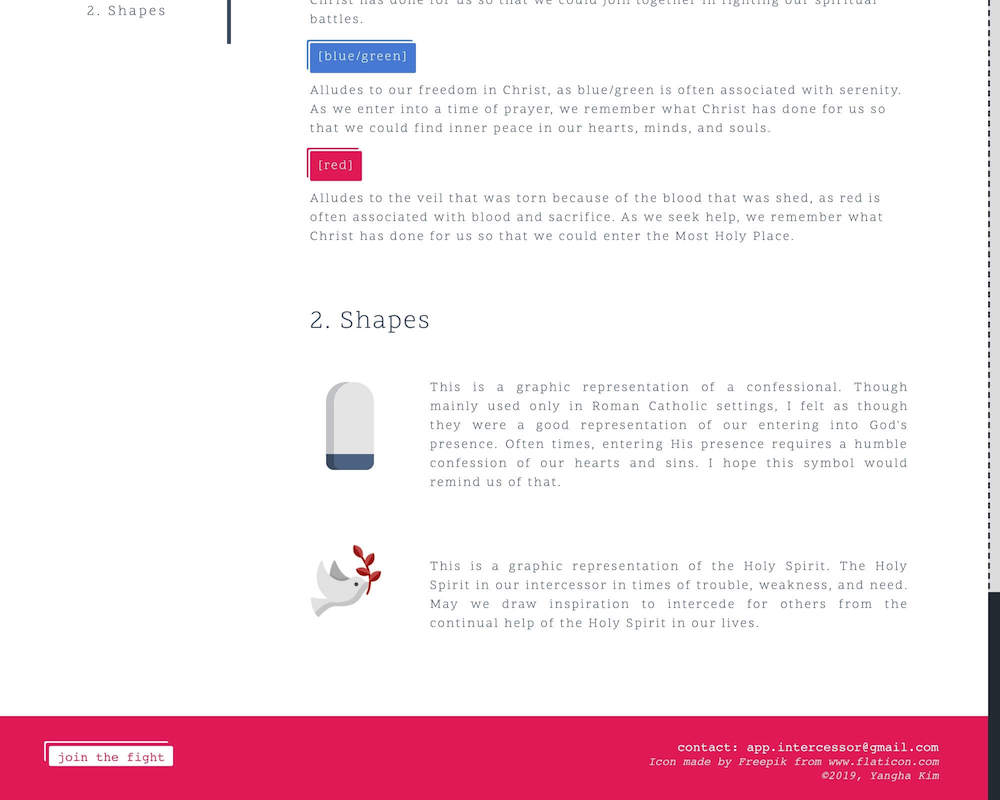 2. Shapes
Christ has done for us so that we could join together in fighting our spiritual
battles.
[blue/green]
Alludes to our freedom in Christ, as blue/green is often associated with serenity.
As we enter into a time of prayer, we remember what Christ has done for us so
that we could find inner peace in our hearts, minds, and souls.
[red]
Alludes to the veil that was torn because of the blood that was shed, as red is
often associated with blood and sacrifice. As we seek help, we remember what
Christ has done for us so that we could enter the Most Holy Place.
2. Shapes
This is a graphic representation of a confessional. Though
mainly used only in Roman Catholic settings, I felt as though
they were a good representation of our entering into God's
presence. Often times, entering His presence requires a humble
confession of our hearts and sins. I hope this symbol would
remind us of that.
This is a graphic representation of the Holy Spirit. The Holy
Spirit in our intercessor in times of trouble, weakness, and need.
May we draw inspiration to intercede for others from the
continual help of the Holy Spirit in our lives.
join the fight
contact: app.intercessor@gmail.com
Icon made by Freepik from www.flaticon.com
©2019, Yangha Kim